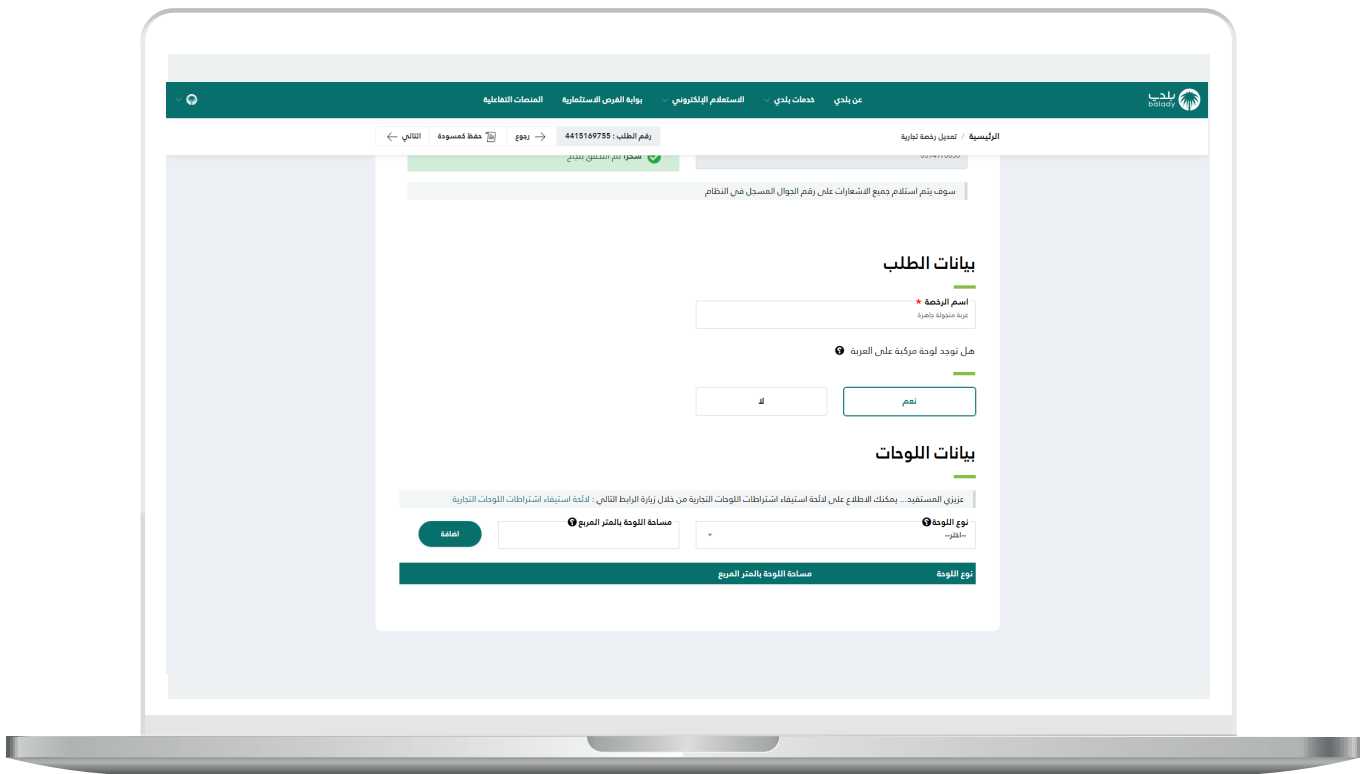 بلدي
balady
عن بلدي
خدمات بلدي
الاستعلام الإلكتروني
بوابة الفرص الاستثمارية
المنصات التفاعلية
الرئيسية / تعديل رخصة تجارية
رقم الطلب : 4415169755
رجوع
حفظ كمسودة
التالي
شكرا تم التحقق بنجاح
سوف يتم استلام جميع الاشعارات على رقم الجوال المسجل في النظام
بيانات الطلب
اسم الرخصة *
عربة متجولة جاهزة
هل توجد لوحة مركبة على العربة
نعم
لا
بيانات اللوحات
عزيزي المستفيد... يمكنك الاطلاع على لائحة استيفاء اشتراطات اللوحات التجارية من خلال زيارة الرابط التالي : لائحة استيفاء اشتراطات اللوحات التجارية
نوع اللوحة
--اختر--
مساحة اللوحة بالمتر المربع
اضافة
نوع اللوحة
مساحة اللوحة بالمتر المربع